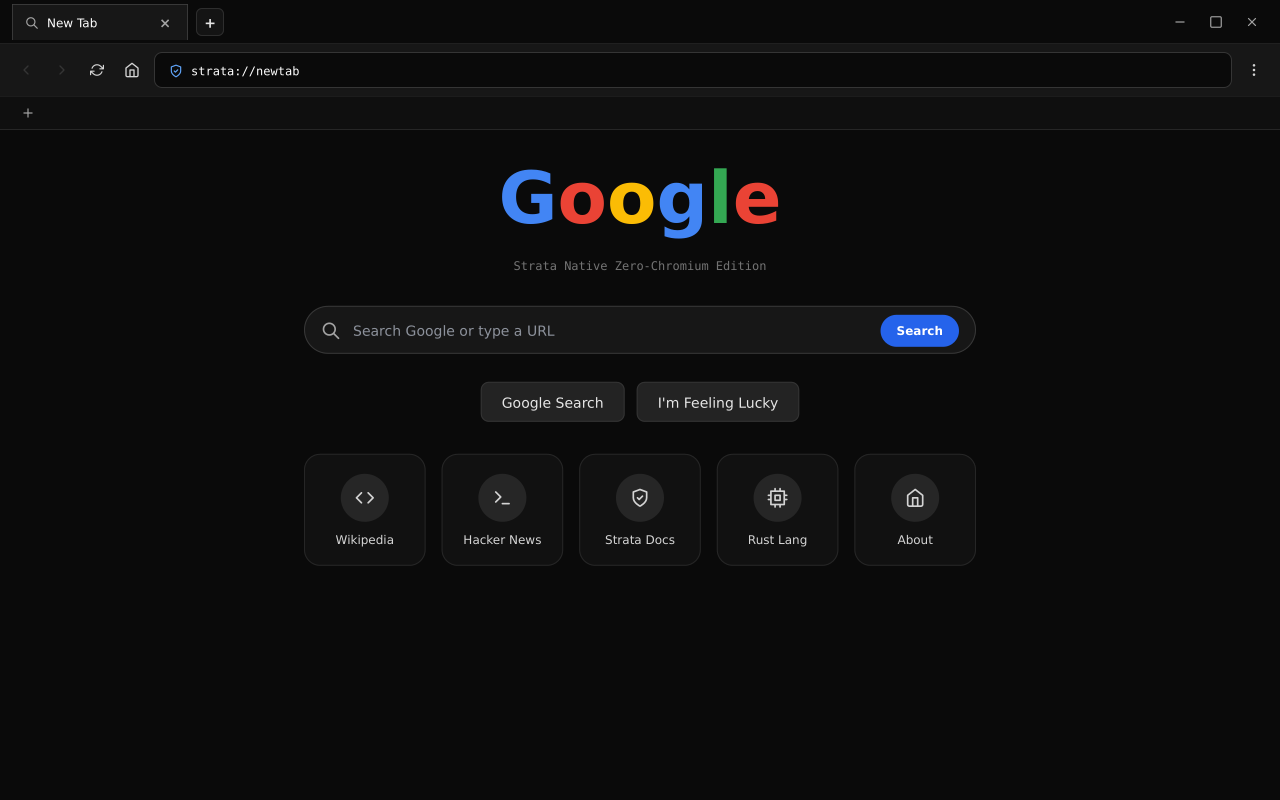 New Tab
strata://newtab
Google
Strata Native Zero-Chromium Edition
Search Google or type a URL
Search
Google Search
I'm Feeling Lucky
Wikipedia
Hacker News
Strata Docs
Rust Lang
About